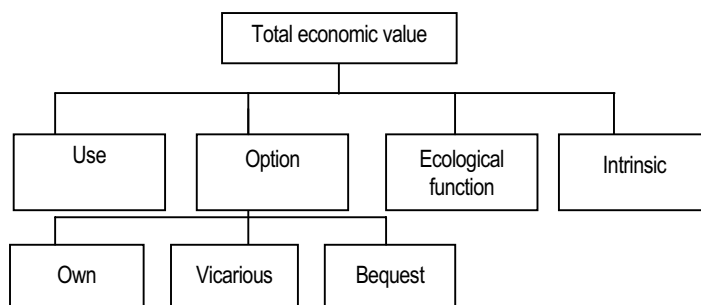 Total economic value
Use
Option
Ecological
function
Intrinsic
Own
Vicarious
Bequest